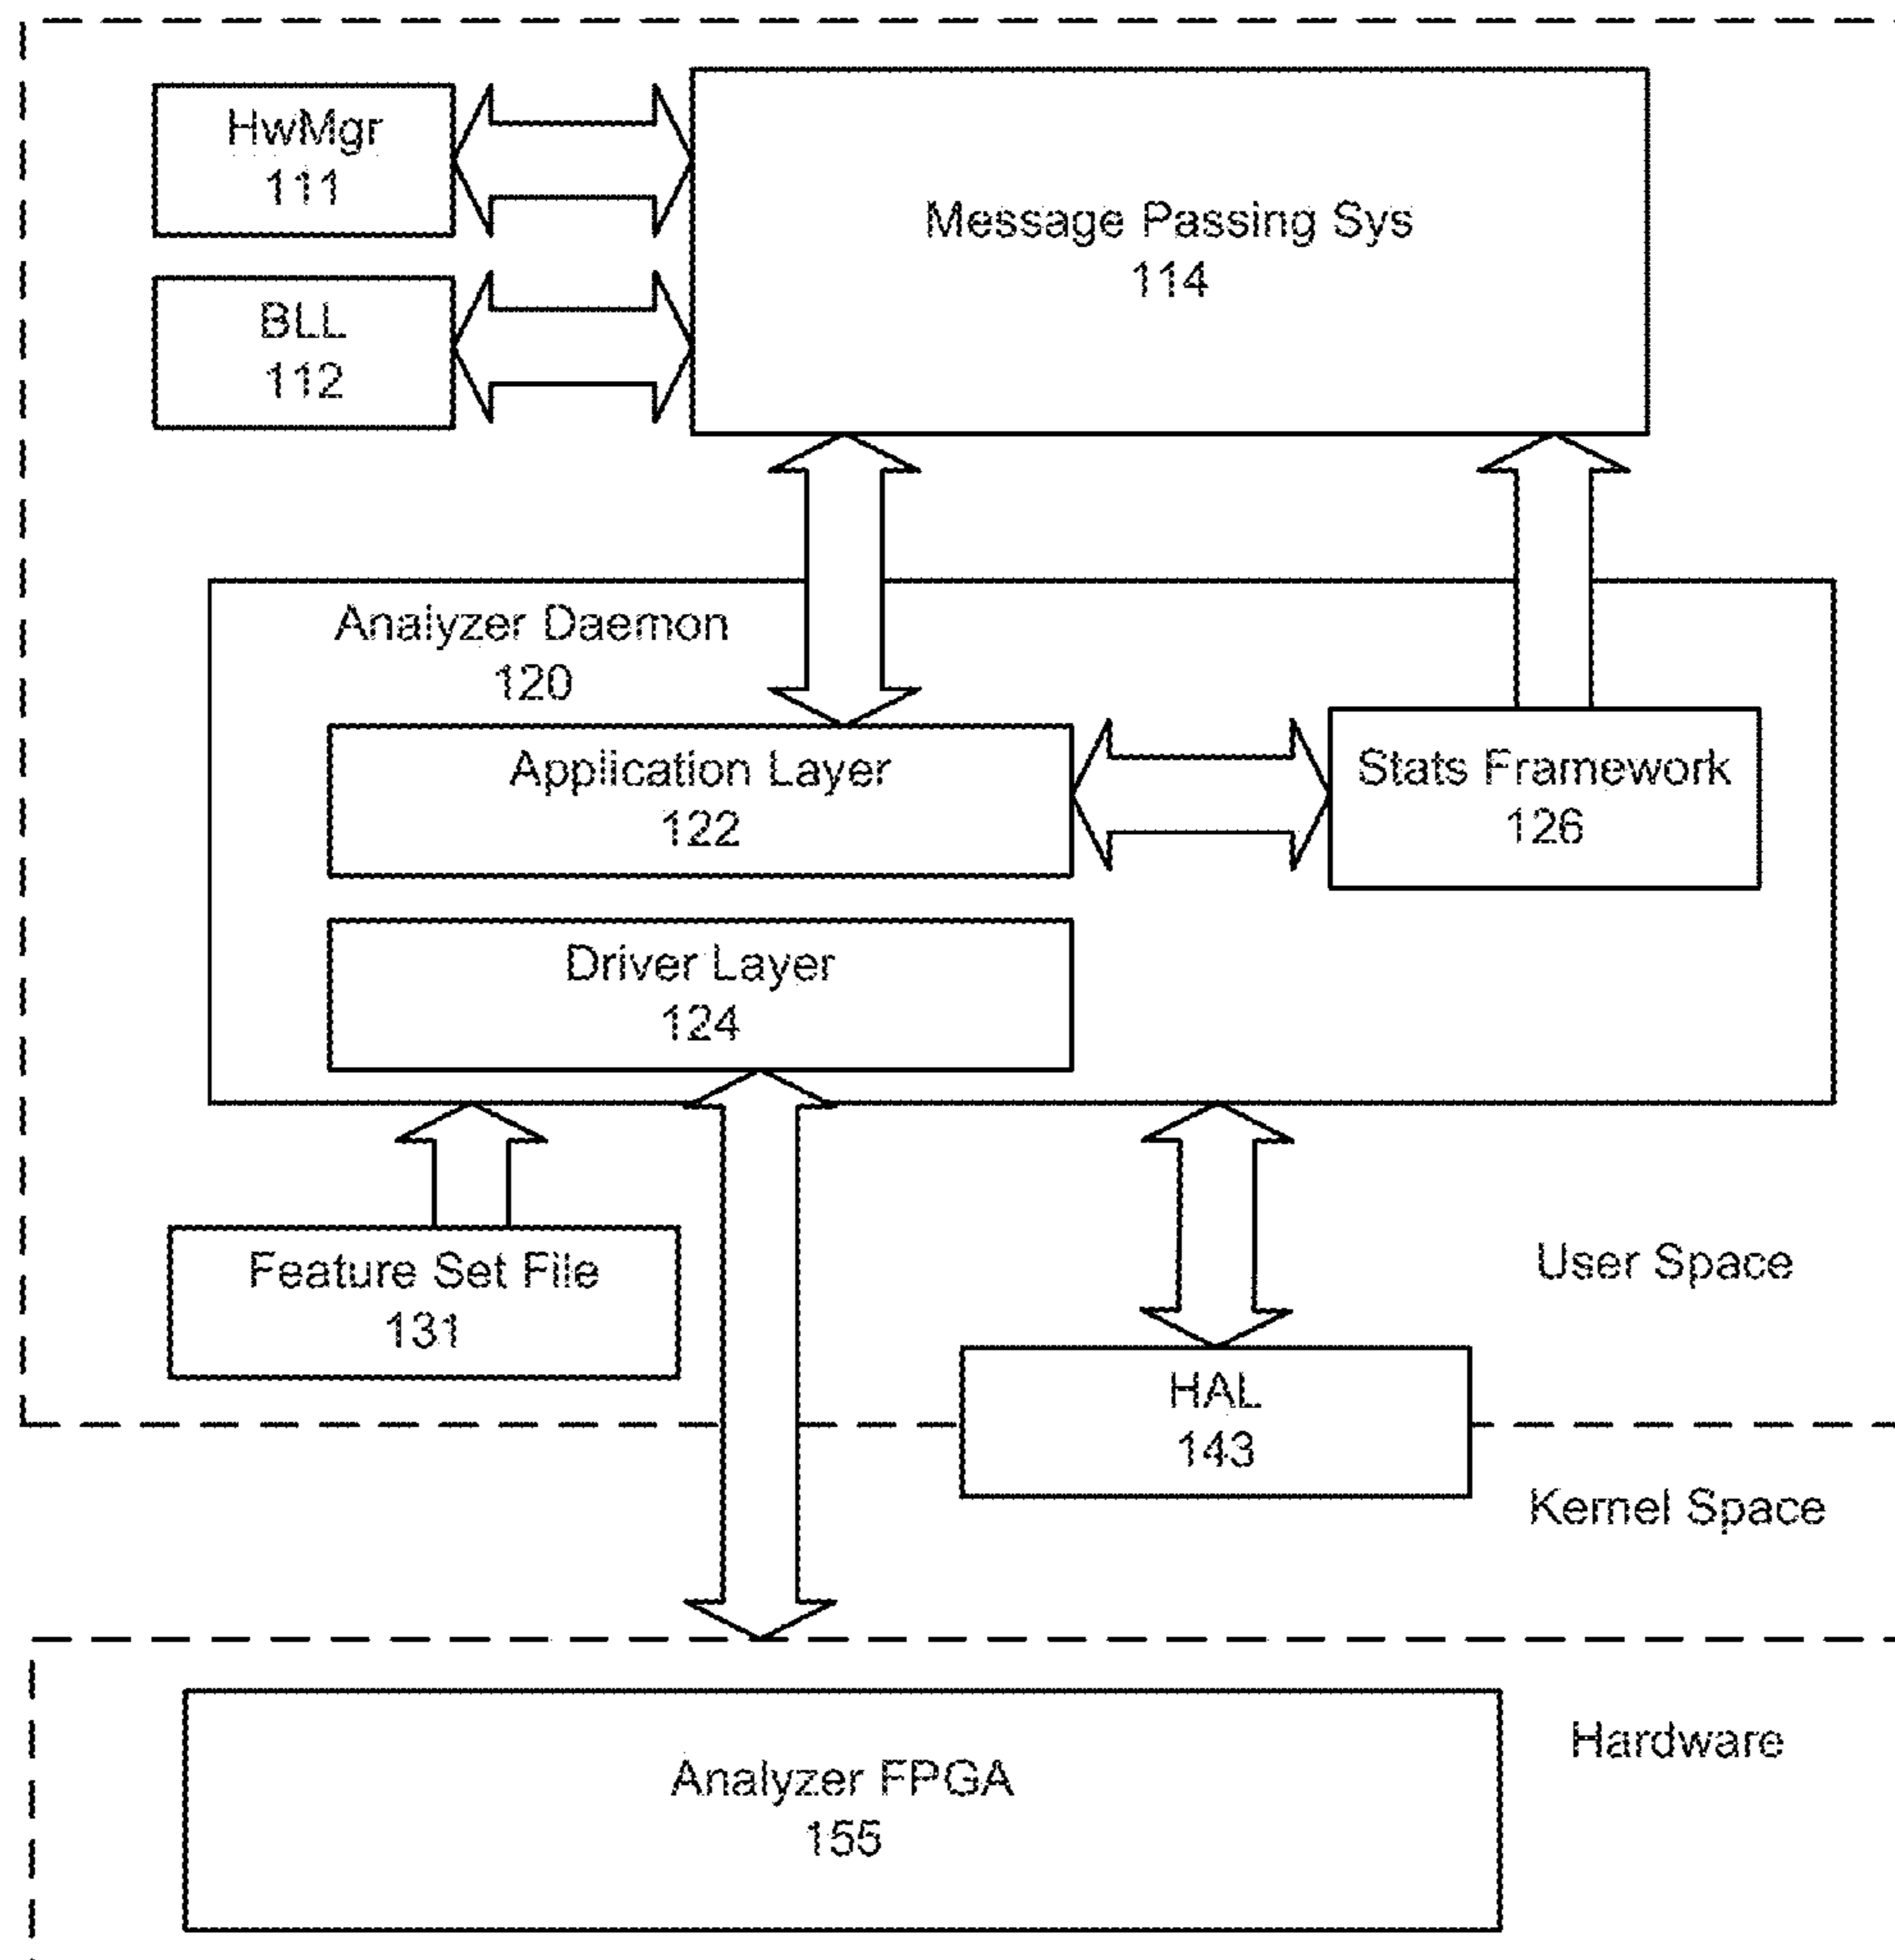 HwMgr
111
Message Passing Sys
114
BLL
112
Analyzer Daemon
120
Application Layer
122
Stats Framework
126
Driver Layer
124
Feature Set File
131
User Space
HAL
143
Kernel Space
Hardware
Analyzer FPGA
155